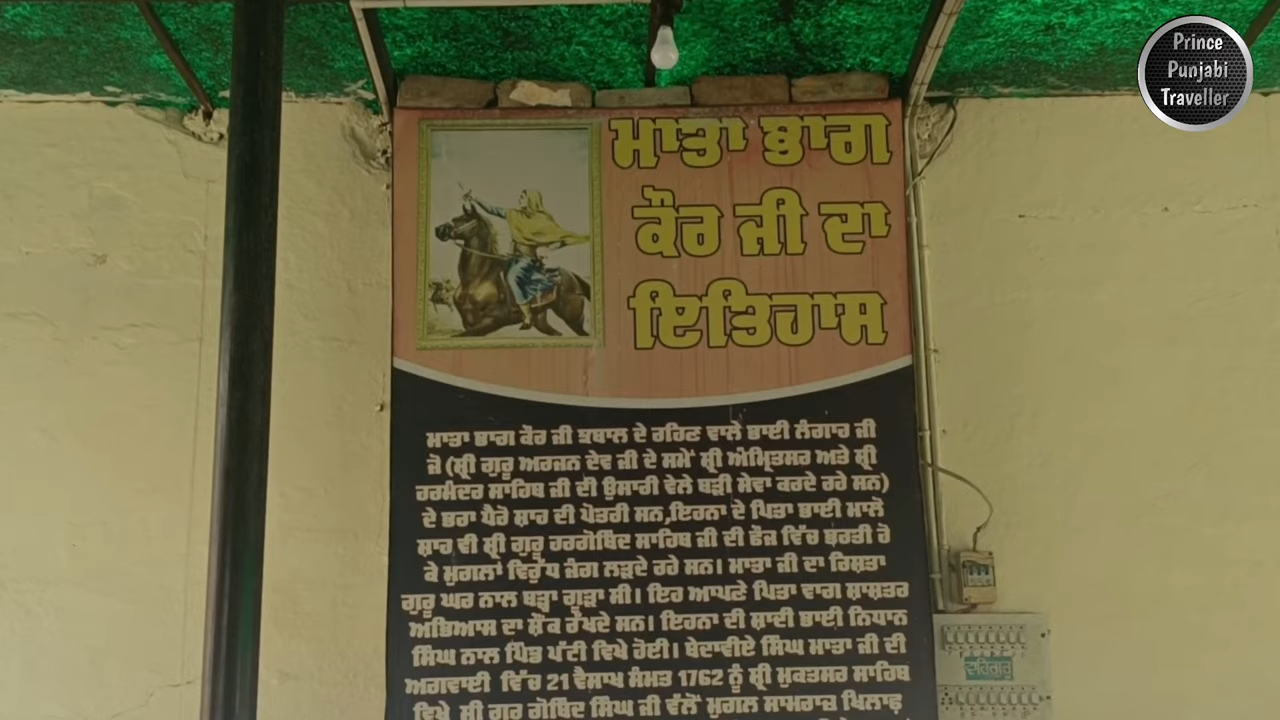 Prince
Punjabi
Traveller
ਮਾਤਾ ਭਾਗ
ਕੌਰ ਜੀ ਦਾ
ਇਤਿਹਾਸ
ਮਾਤਾ ਭਾਗ ਕੌਰ ਜੀ ਝਬਾਲ ਦੇ ਰਹਿਣ ਵਾਲੇ ਭਾਈ ਲੰਗਾਹ ਜੀ
ਜੋ (ਸ਼੍ਰੀ ਗੁਰੂ ਅਰਜਨ ਦੇਵ ਜੀ ਦੇ ਸਮੇਂ ਸ਼੍ਰੀ ਅੰਮ੍ਰਿਤਸਰ ਅਤੇ ਸ਼੍ਰੀ
ਹਰਮੰਦਰ ਸਾਹਿਬ ਜੀ ਦੀ ਉਸਾਰੀ ਵੇਲੇ ਬੜੀ ਸੇਵਾ ਕਰਦੇ ਰਹੇ ਸਨ)
ਦੇ ਭਰਾ ਪੈਰੋ ਸ਼ਾਹ ਦੀ ਪੋਤਰੀ ਸਨ,ਇਹਨਾ ਦੇ ਪਿਤਾ ਭਾਈ ਮਾਲੋ
ਸ਼ਾਹ ਵੀ ਸ਼੍ਰੀ ਗੁਰੂ ਹਰਗੋਬਿੰਦ ਸਾਹਿਬ ਜੀ ਦੀ ਫੌਜ ਵਿੱਚ ਭਰਤੀ ਹੋ
ਕੇ ਮੁਗਲਾਂ ਵਿਰੁੱਧ ਜੰਗ ਲੜਦੇ ਰਹੇ ਸਨ। ਮਾਤਾ ਜੀ ਦਾ ਰਿਸ਼ਤਾ
ਗੁਰੂ ਘਰ ਨਾਲ ਬੜਾ ਗੂੜਾ ਸੀ। ਇਹ ਆਪਣੇ ਪਿਤਾ ਵਾਂਗ ਸ਼ਾਸ਼ਤਰ
ਅਭਿਆਸ ਦਾ ਸ਼ੌਂਕ ਰੱਖਦੇ ਸਨ। ਇਹਨਾ ਦੀ ਸ਼ਾਦੀ ਭਾਈ ਨਿਧਾਨ
ਸਿੰਘ ਨਾਲ ਪਿੰਡ ਪੱਟੀ ਵਿਖੇ ਹੋਈ। ਬੇਦਾਵੀਏ ਸਿੰਘ ਮਾਤਾ ਜੀ ਦੀ
ਅਗਵਾਈ ਵਿੱਚ 21 ਵੈਸਾਖ ਸੰਮਤ 1762 ਨੂੰ ਸ਼੍ਰੀ ਮੁਕਤਸਰ ਸਾਹਿਬ
ਵਿਖੇ ਸ਼੍ਰੀ ਗੁਰੂ ਗੋਬਿੰਦ ਸਿੰਘ ਜੀ ਵੱਲੋਂ ਮੁਗਲ ਸਾਮਰਾਜ ਖਿਲਾਫ਼
ਵਾਹਿਗੁਰੂ